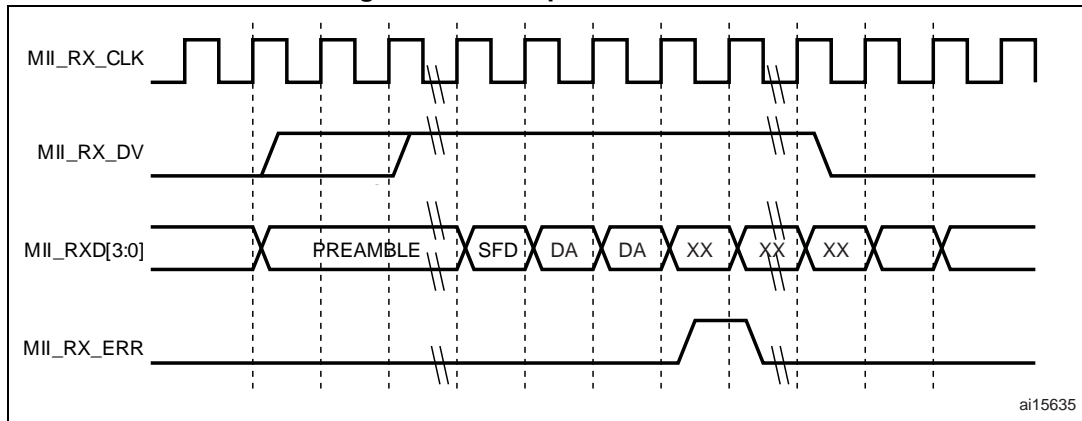 MII_RX_CLK
MII_RX_DV
MII_RXD[3:0] PREAMBLE SFD DA DA XX XX XX
MII_RX_ERR
ai15635